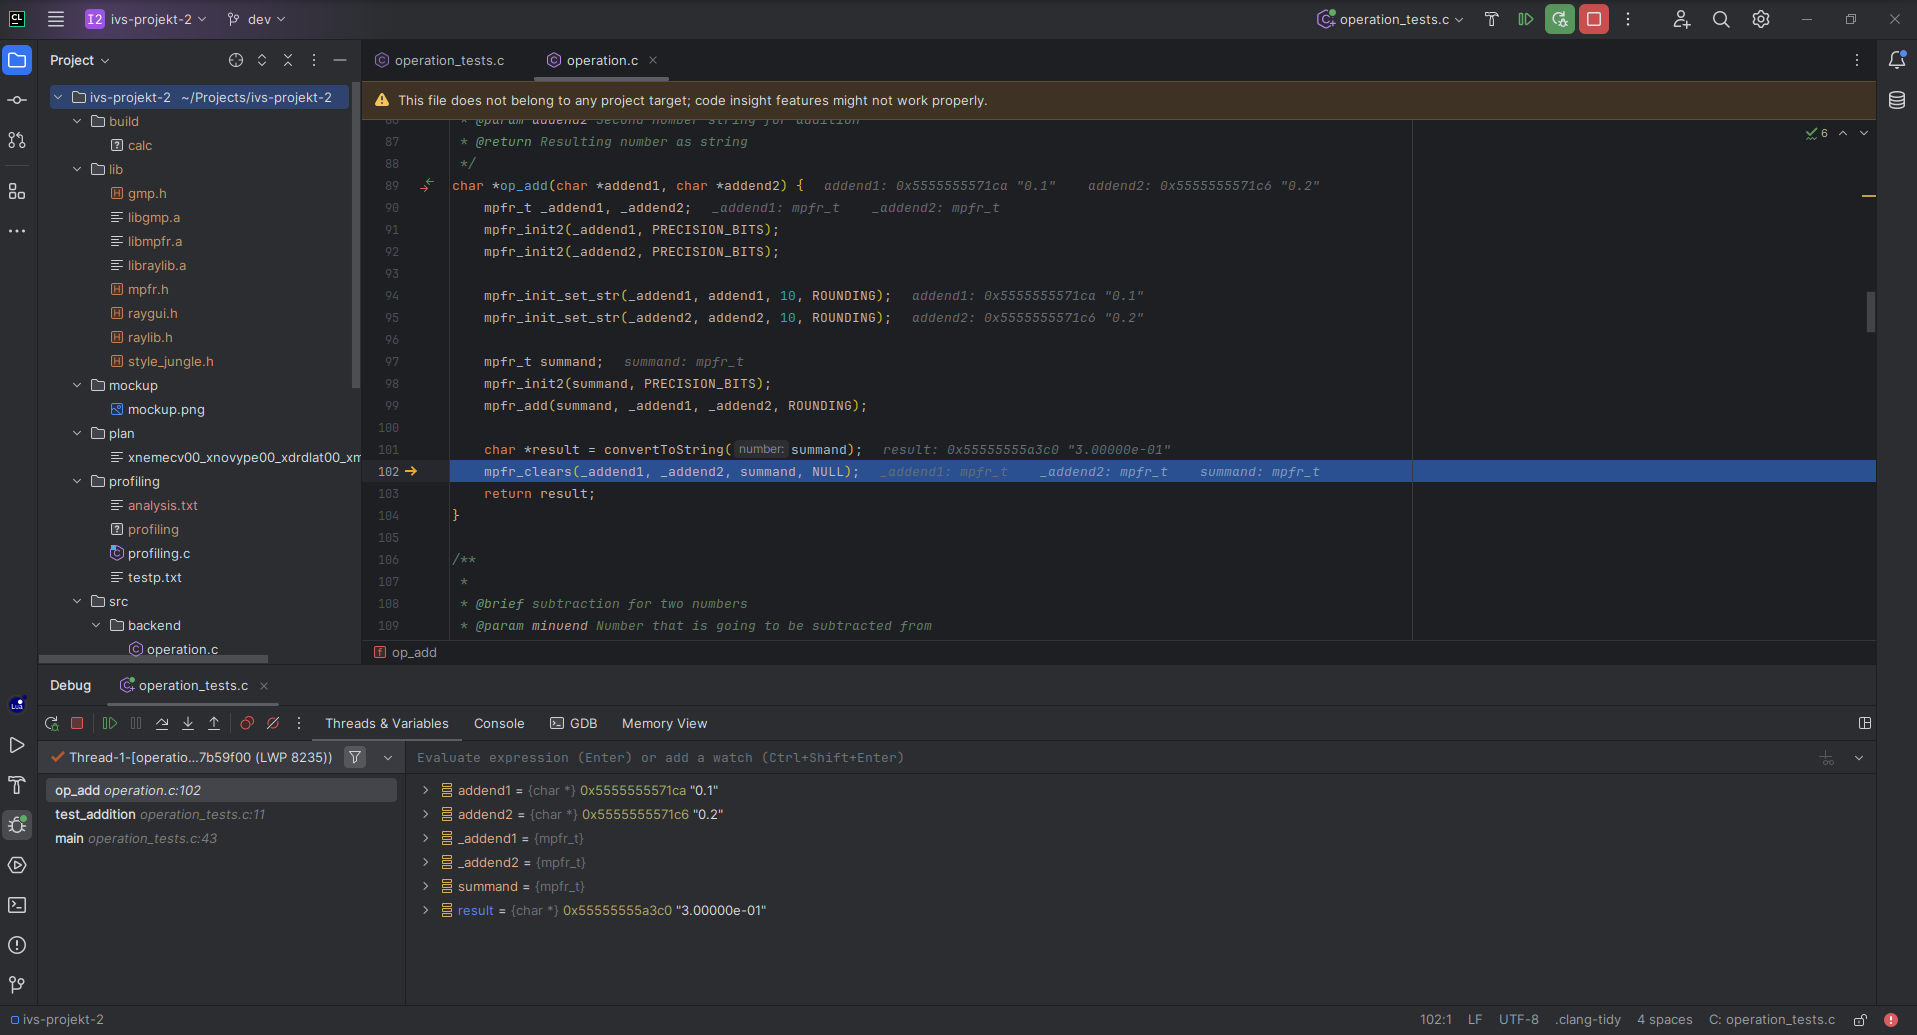 CL
I2 ivs-projekt-2 dev operation_tests.c
Project operation_tests.c operation.c
This file does not belong to any project target; code insight features might not work properly.
ivs-projekt-2 ~/Projects/ivs-projekt-2
build
calc
lib
gmp.h
libgmp.a
libmpfr.a
libraylib.a
mpfr.h
raygui.h
raylib.h
style_jungle.h
mockup
mockup.png
plan
xnemecv00_xnovype00_xdrdlat00_xm
profiling
analysis.txt
profiling
profiling.c
testp.txt
src
backend
operation.c
86 * @param addend2 Second number string for addition
87 * @return Resulting number as string
88 */
89 char *op_add(char *addend1, char *addend2) { addend1: 0x5555555571ca "0.1" addend2: 0x5555555571c6 "0.2"
90 mpfr_t _addend1, _addend2; _addend1: mpfr_t _addend2: mpfr_t
91 mpfr_init2(_addend1, PRECISION_BITS);
92 mpfr_init2(_addend2, PRECISION_BITS);
93
94 mpfr_init_set_str(_addend1, addend1, 10, ROUNDING); addend1: 0x5555555571ca "0.1"
95 mpfr_init_set_str(_addend2, addend2, 10, ROUNDING); addend2: 0x5555555571c6 "0.2"
96
97 mpfr_t summand; summand: mpfr_t
98 mpfr_init2(summand, PRECISION_BITS);
99 mpfr_add(summand, _addend1, _addend2, ROUNDING);
100
101 char *result = convertToString( number: summand); result: 0x55555555a3c0 "3.00000e-01"
102 mpfr_clears(_addend1, _addend2, summand, NULL); _addend1: mpfr_t _addend2: mpfr_t summand: mpfr_t
103 return result;
104 }
105
106 /**
107 *
108 * @brief subtraction for two numbers
109 * @param minuend Number that is going to be subtracted from
6
f op_add
Debug operation_tests.c
Threads & Variables Console GDB Memory View
Thread-1-[operatio...7b59f00 (LWP 8235)) Evaluate expression (Enter) or add a watch (Ctrl+Shift+Enter)
op_add operation.c:102
test_addition operation_tests.c:11
main operation_tests.c:43
addend1 = {char *} 0x5555555571ca "0.1"
addend2 = {char *} 0x5555555571c6 "0.2"
_addend1 = {mpfr_t}
_addend2 = {mpfr_t}
summand = {mpfr_t}
result = {char *} 0x55555555a3c0 "3.00000e-01"
Lua
ivs-projekt-2 102:1 LF UTF-8 .clang-tidy 4 spaces C: operation_tests.c